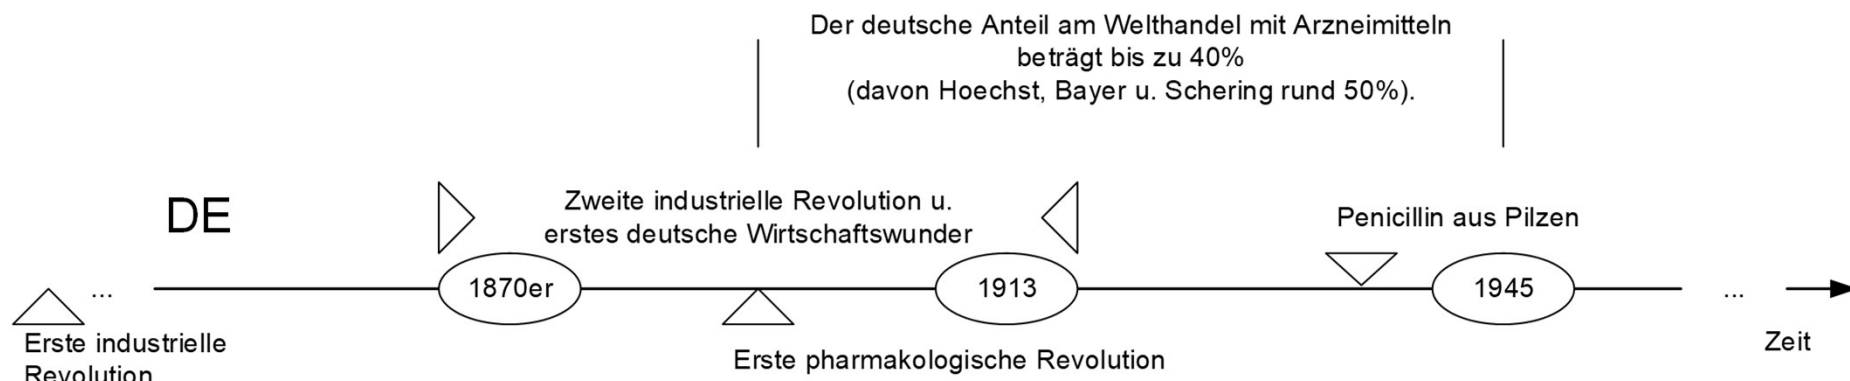 Der deutsche Anteil am Welthandel mit Arzneimitteln
beträgt bis zu 40%
(davon Hoechst, Bayer u. Schering rund 50%).
DE
Zweite industrielle Revolution u.
erstes deutsche Wirtschaftswunder
Penicillin aus Pilzen
...
1870er
1913
1945
...
Erste industrielle
Revolution
Erste pharmakologische Revolution
Zeit